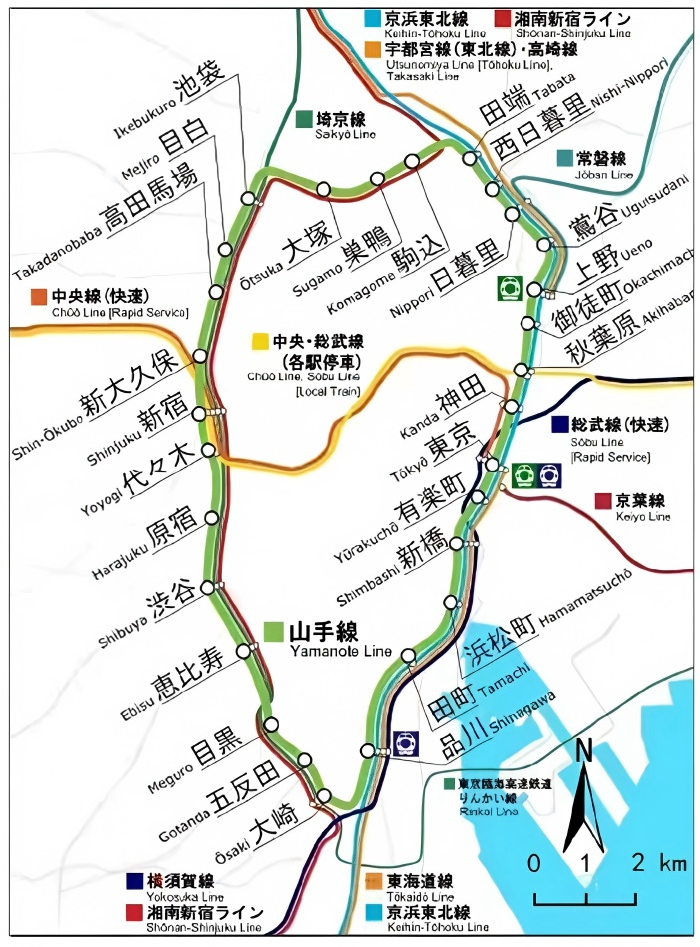 京浜東北線
Keihin-Tōhoku Line
湘南新宿ライン
Shōnan-Shinjuku Line
宇都宮線(東北線)・高崎線
Utsunomiya Line [Tōhoku Line],
Takasaki Line
埼京線
Saikyō Line
常磐線
Jōban Line
池袋
Ikebukuro
目白
Mejiro
高田馬場
Takadanobaba
大塚
Ōtsuka
巣鴨
Sugamo
駒込
Komagome
田端 Tabata
西日暮里 Nishi-Nippori
日暮里
Nippori
鶯谷 Uguisudani
上野 Ueno
御徒町 Okachimach
秋葉原 Akihabar
中央線(快速)
Chūō Line [Rapid Service]
中央・総武線
(各駅停車)
Chūō Line, Sōbu Line
[Local Train]
新大久保
Shin-Ōkubo
新宿
Shinjuku
代々木
Yoyogi
原宿
Harajuku
渋谷
Shibuya
恵比寿
Ebisu
目黒
Meguro
五反田
Gotanda
大崎
Ōsaki
神田
Kanda
東京
Tōkyō
有楽町
Yūrakuchō
新橋
Shimbashi
総武線(快速)
Sōbu Line
[Rapid Service]
京葉線
Keiyo Line
山手線
Yamanote Line
浜松町 Hamamatsuchō
田町 Tamachi
品川 Shinagawa
東京臨海高速鉄道
りんかい線
Rinkai Line
N
0 1 2 km
横須賀線
Yokosuka Line
湘南新宿ライン
Shōnan-Shinjuku Line
東海道線
Tōkaidō Line
京浜東北線
Keihin-Tōhoku Line